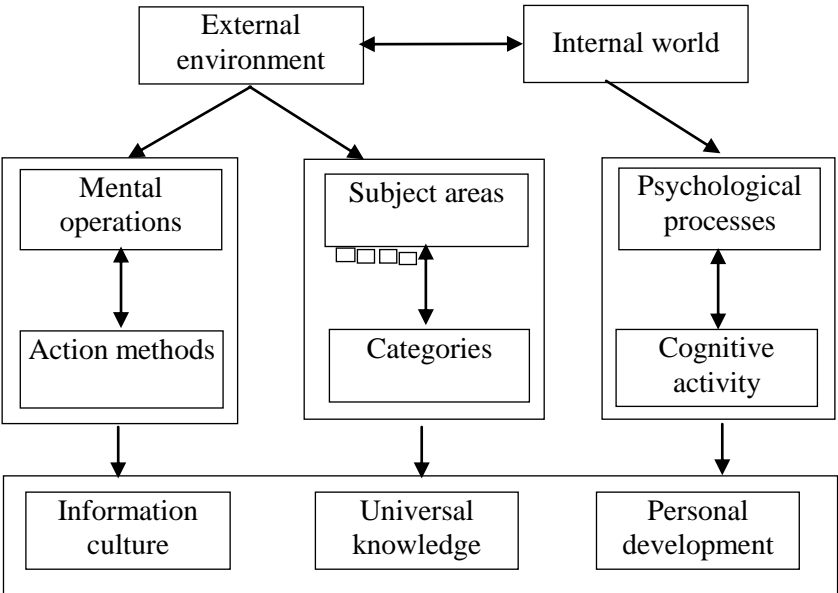 External
environment
Internal world
Mental
operations
Subject areas
Psychological
processes
Action methods
Categories
Cognitive
activity
Information
culture
Universal
knowledge
Personal
development